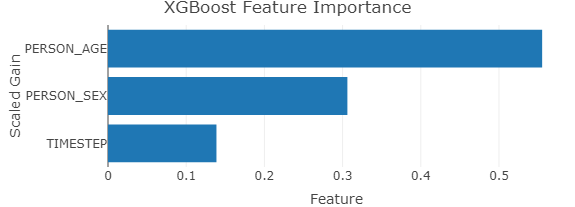 XGBoost Feature Importance
Scaled Gain
PERSON_AGE
PERSON_SEX
TIMESTEP
0 0.1 0.2 0.3 0.4 0.5
Feature